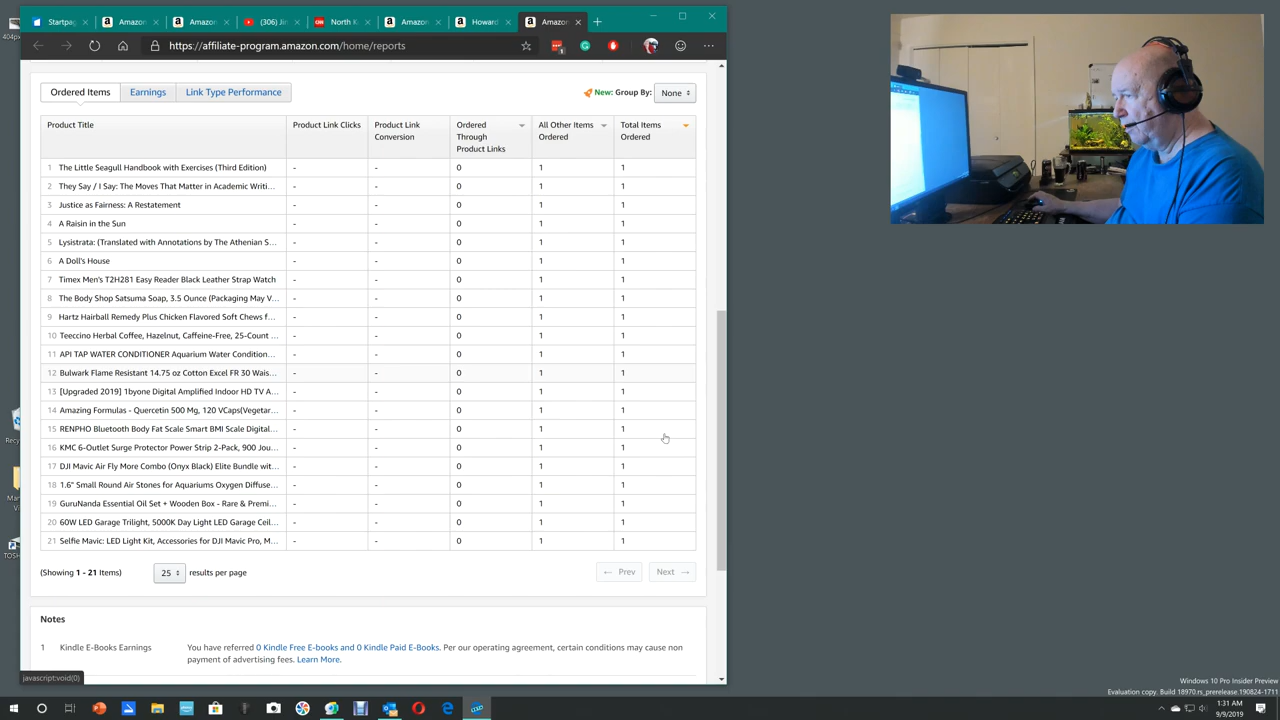 404px
Startpag
Amazon
Amazon
(306) Jin
North K
Amazon
Howard
Amazon
https://affiliate-program.amazon.com/home/reports
Ordered Items
Earnings
Link Type Performance
New: Group By:
None
Product Title
Product Link Clicks
Product Link Conversion
Ordered Through Product Links
All Other Items Ordered
Total Items Ordered
1 The Little Seagull Handbook with Exercises (Third Edition) - - 0 1 1
2 They Say / I Say: The Moves That Matter in Academic Writi... - - 0 1 1
3 Justice as Fairness: A Restatement - - 0 1 1
4 A Raisin in the Sun - - 0 1 1
5 Lysistrata: (Translated with Annotations by The Athenian S... - - 0 1 1
6 A Doll's House - - 0 1 1
7 Timex Men's T2H281 Easy Reader Black Leather Strap Watch - - 0 1 1
8 The Body Shop Satsuma Soap, 3.5 Ounce (Packaging May V... - - 0 1 1
9 Hartz Hairball Remedy Plus Chicken Flavored Soft Chews f... - - 0 1 1
10 Teeccino Herbal Coffee, Hazelnut, Caffeine-Free, 25-Count ... - - 0 1 1
11 API TAP WATER CONDITIONER Aquarium Water Condition... - - 0 1 1
12 Bulwark Flame Resistant 14.75 oz Cotton Excel FR 30 Wais... - - 0 1 1
13 [Upgraded 2019] 1byone Digital Amplified Indoor HD TV A... - - 0 1 1
14 Amazing Formulas - Quercetin 500 Mg, 120 VCaps(Vegetar... - - 0 1 1
15 RENPHO Bluetooth Body Fat Scale Smart BMI Scale Digital... - - 0 1 1
16 KMC 6-Outlet Surge Protector Power Strip 2-Pack, 900 Jou... - - 0 1 1
17 DJI Mavic Air Fly More Combo (Onyx Black) Elite Bundle wit... - - 0 1 1
18 1.6" Small Round Air Stones for Aquariums Oxygen Diffuse... - - 0 1 1
19 GuruNanda Essential Oil Set + Wooden Box - Rare & Premi... - - 0 1 1
20 60W LED Garage Trilight, 5000K Day Light LED Garage Ceil... - - 0 1 1
21 Selfie Mavic: LED Light Kit, Accessories for DJI Mavic Pro, M... - - 0 1 1
(Showing 1 - 21 Items)
25
results per page
← Prev
Next →
Notes
1 Kindle E-Books Earnings
You have referred 0 Kindle Free E-books and 0 Kindle Paid E-Books. Per our operating agreement, certain conditions may cause non
payment of advertising fees. Learn More.
javascript:void(0)
Recyc
Man
Vi
TOSH
Windows 10 Pro Insider Preview
Evaluation copy. Build 18970.rs_prerelease.190824-1711
1:31 AM
9/9/2019